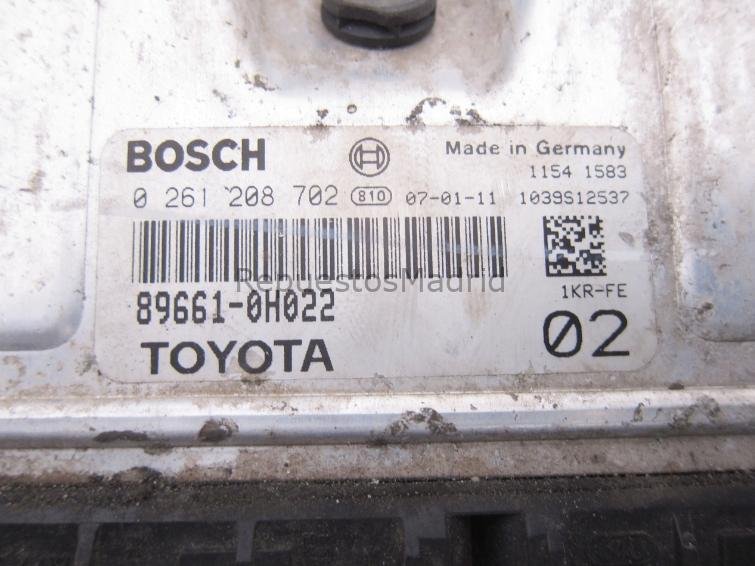 BOSCH
Made in Germany
1154 1583
0 261 208 702 810 07-01-11 1039S12537
RepuestosMadrid
89661-0H022
1KR-FE
TOYOTA
02